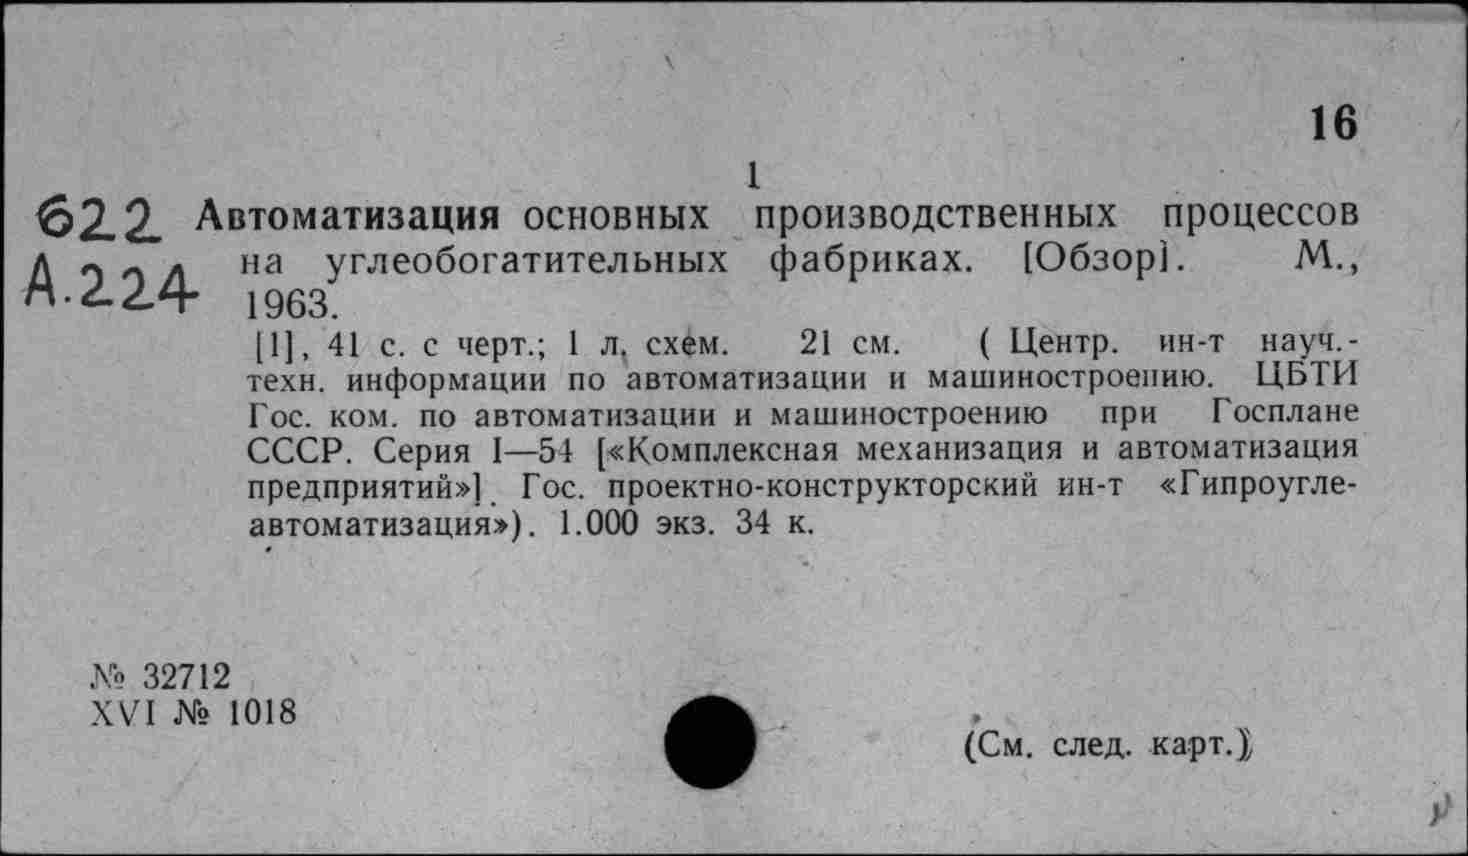 16
1
622 Автоматизация основных производственных процессов
А.224 на углеобогатительных фабриках. [Обзор]. М.,
1963.
[1], 41 с. с черт.; 1 л. схем. 21 см. ( Центр. ин-т науч.-
техн. информации по автоматизации и машиностроению. ЦБТИ
Гос. ком. по автоматизации и машиностроению при Госплане
СССР. Серия I—54 [«Комплексная механизация и автоматизация
предприятий»]. Гос. проектно-конструкторский ин-т «Гипроугле-
автоматизация»). 1.000 экз. 34 к.
№ 32712
XVI № 1018
(См. след. карт.)